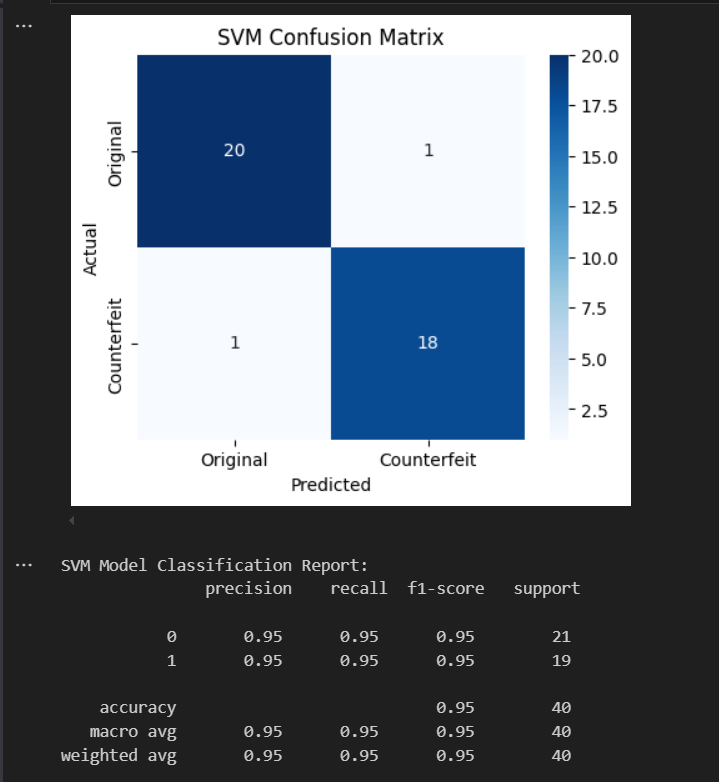 ...
SVM Confusion Matrix
20.0
17.5
15.0
12.5
10.0
7.5
5.0
2.5
Actual
Original
20
1
Counterfeit
1
18
Original Counterfeit
Predicted
...
SVM Model Classification Report:
precision recall f1-score support
0 0.95 0.95 0.95 21
1 0.95 0.95 0.95 19
accuracy 0.95 40
macro avg 0.95 0.95 0.95 40
weighted avg 0.95 0.95 0.95 40